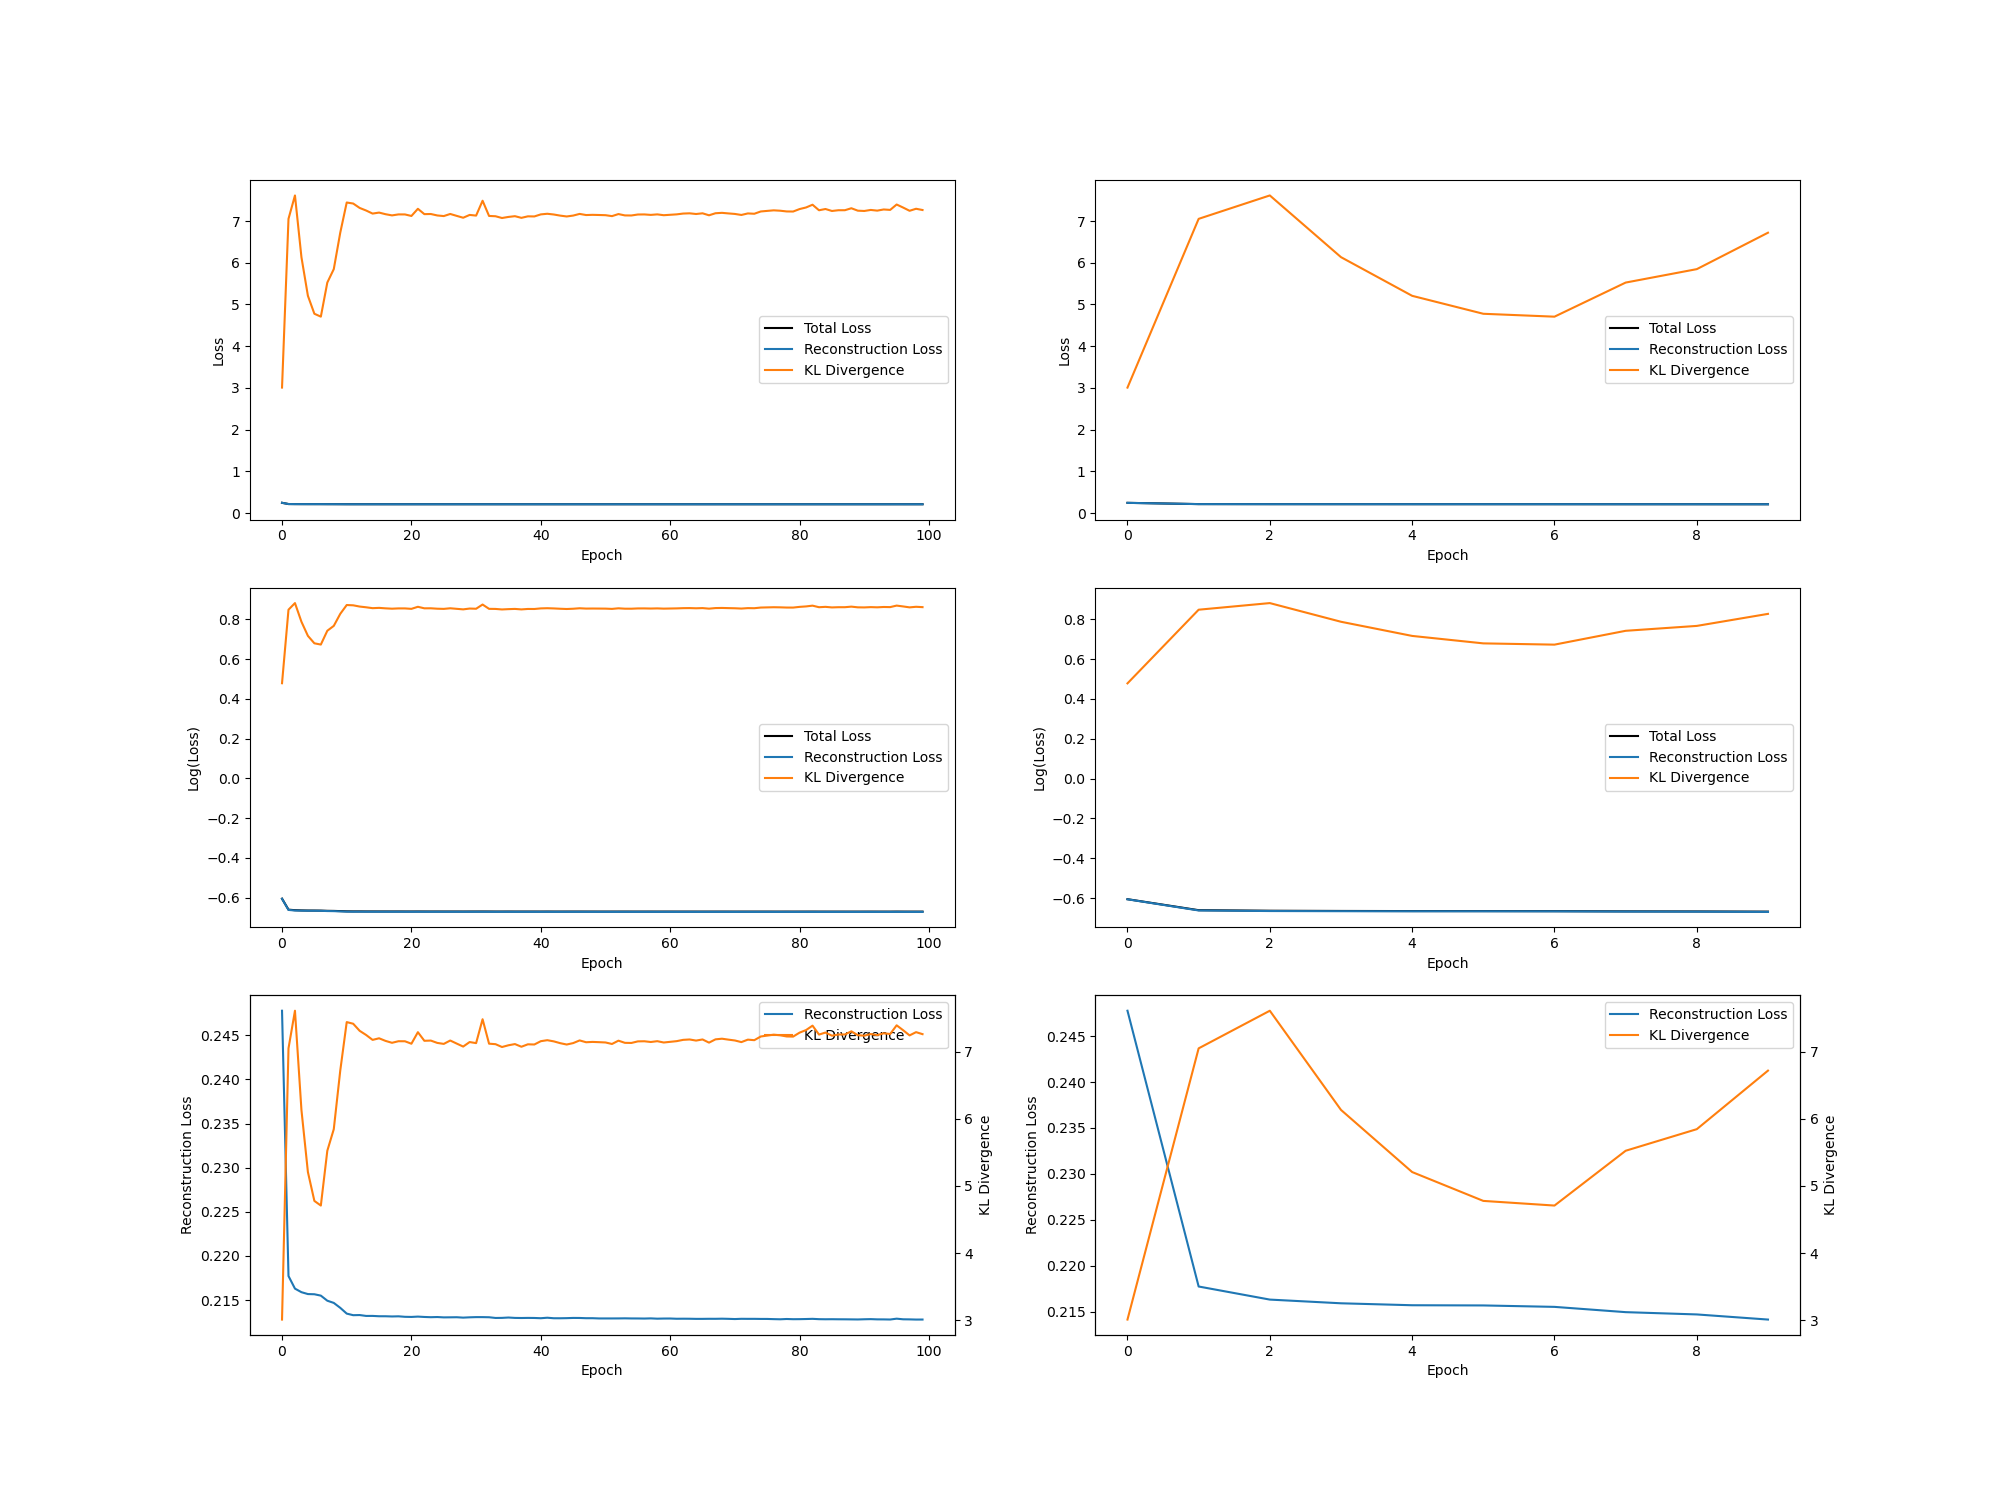 7
6
5
4
3
2
1
0
Loss
Total Loss
Reconstruction Loss
KL Divergence
0 20 40 60 80 100
Epoch
7
6
5
4
3
2
1
0
Loss
Total Loss
Reconstruction Loss
KL Divergence
0 2 4 6 8
Epoch
0.8
0.6
0.4
0.2
0.0
−0.2
−0.4
−0.6
Log(Loss)
Total Loss
Reconstruction Loss
KL Divergence
0 20 40 60 80 100
Epoch
0.8
0.6
0.4
0.2
0.0
−0.2
−0.4
−0.6
Log(Loss)
Total Loss
Reconstruction Loss
KL Divergence
0 2 4 6 8
Epoch
0.245
0.240
0.235
0.230
0.225
0.220
0.215
Reconstruction Loss
Reconstruction Loss
KL Divergence
7
6
5
4
3
KL Divergence
0 20 40 60 80 100
Epoch
0.245
0.240
0.235
0.230
0.225
0.220
0.215
Reconstruction Loss
Reconstruction Loss
KL Divergence
7
6
5
4
3
KL Divergence
0 2 4 6 8
Epoch